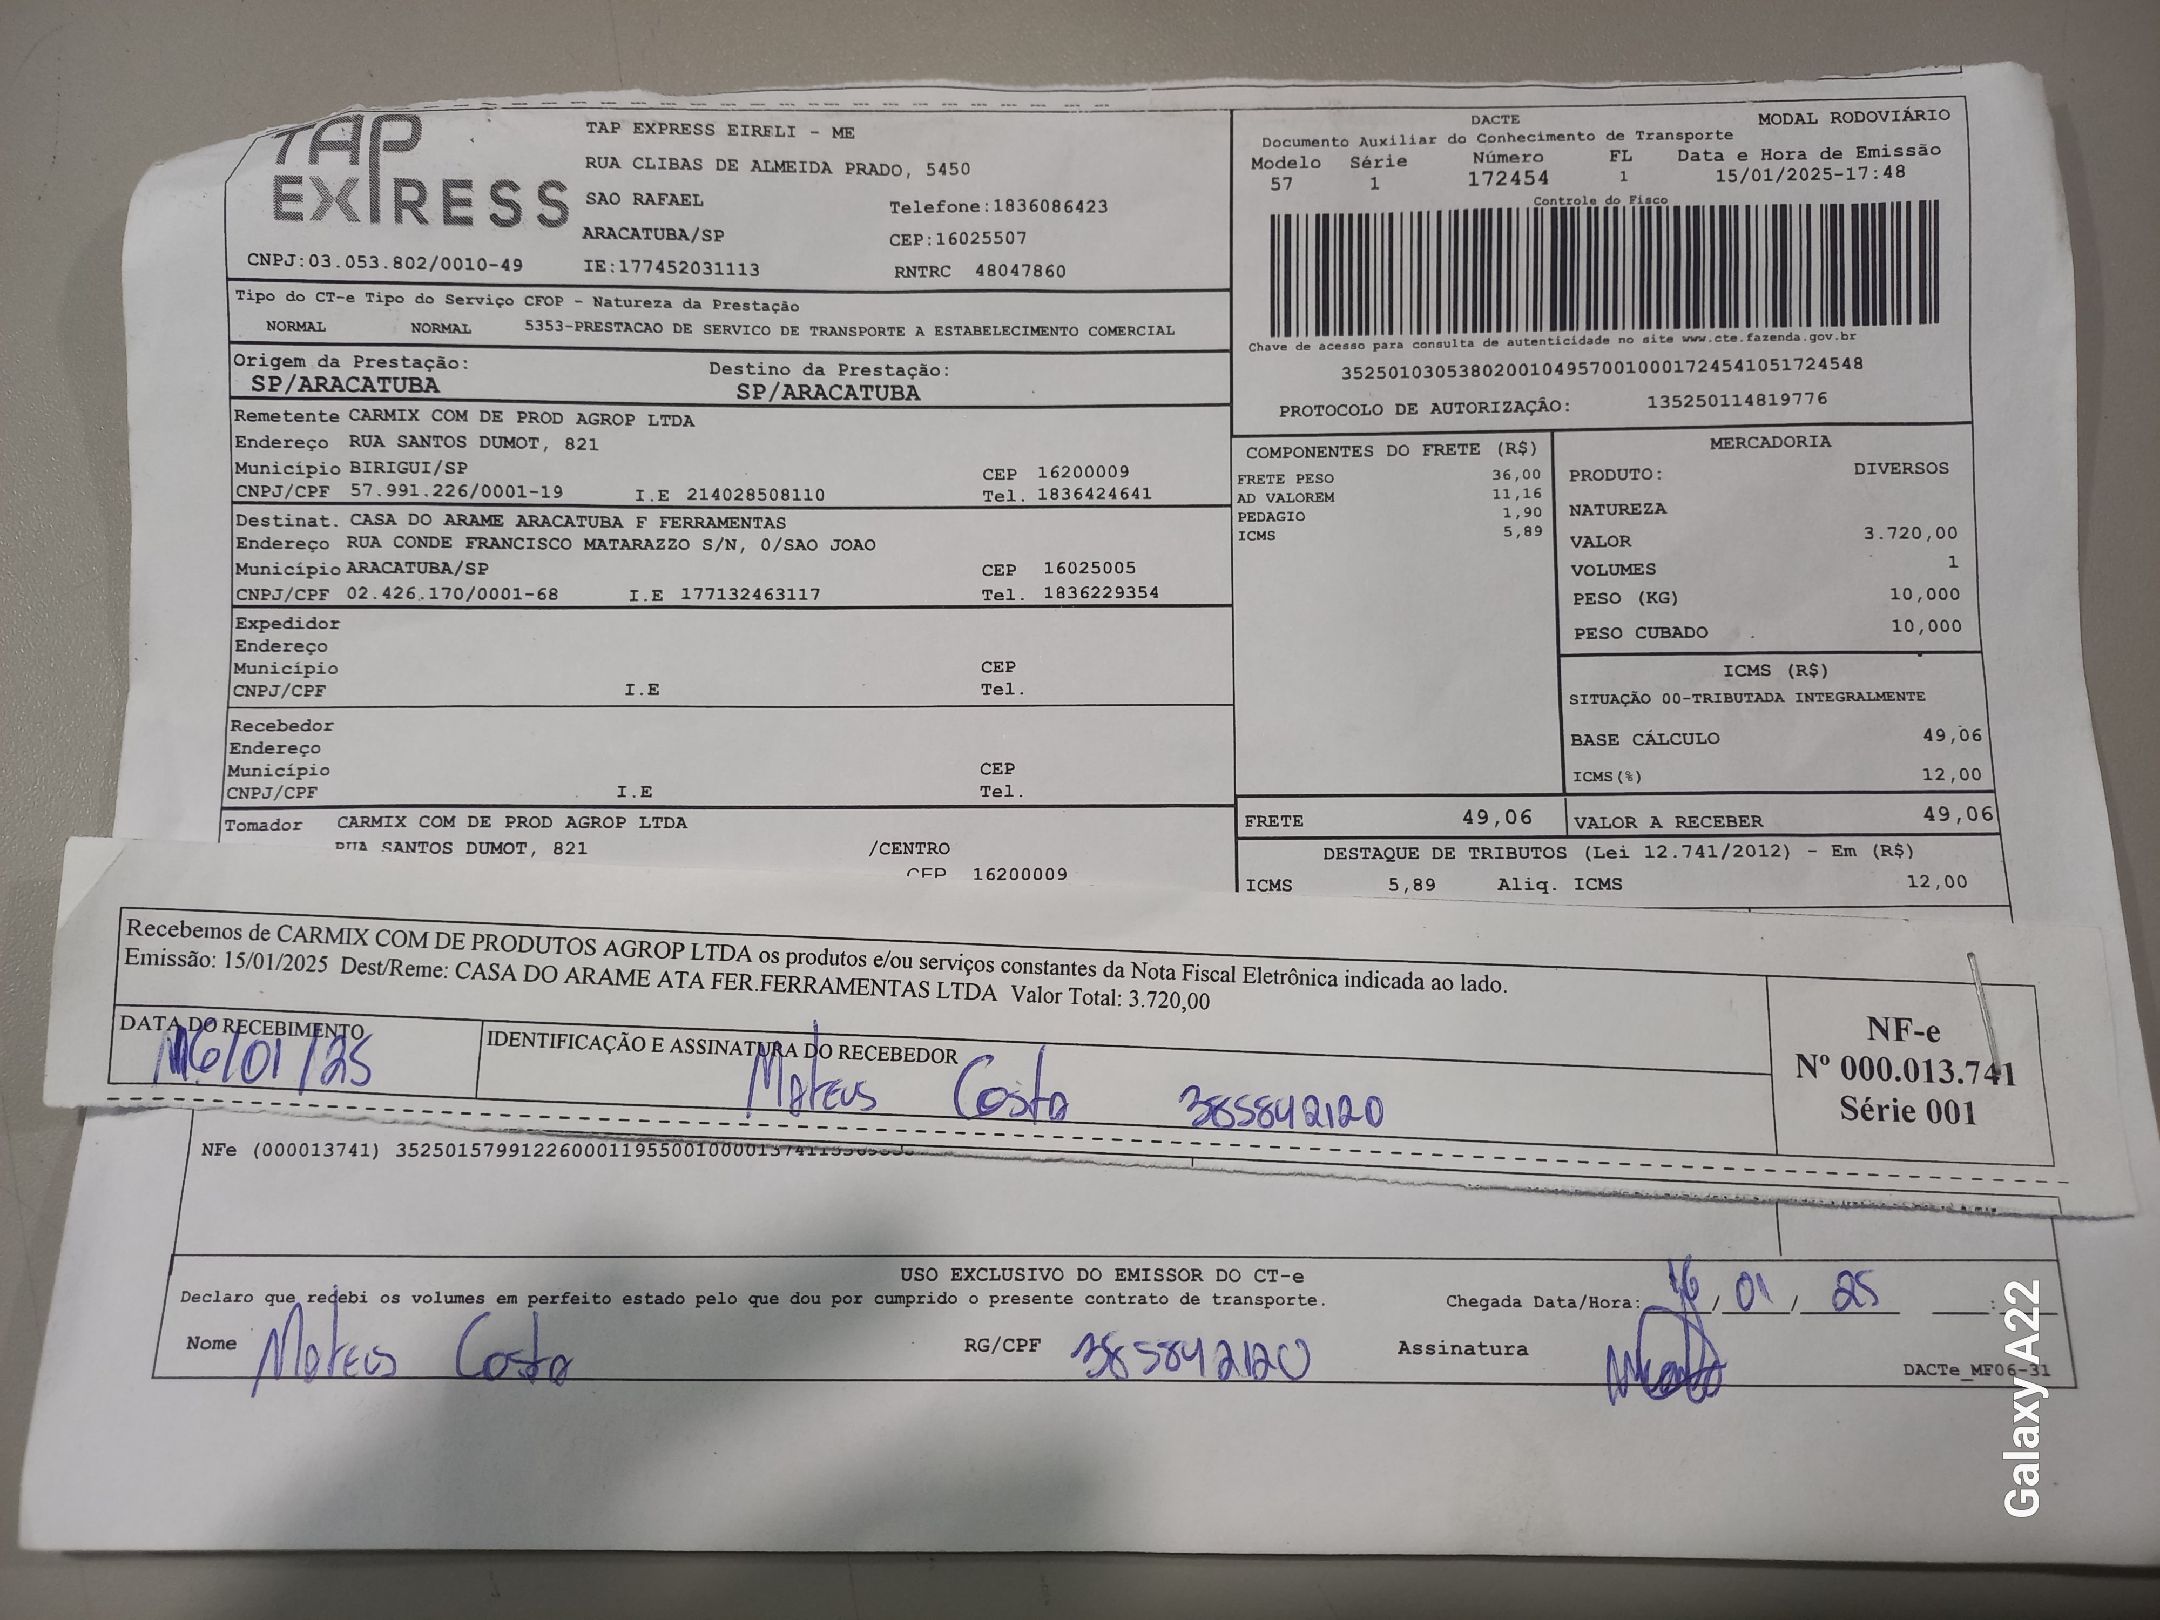 TAP EXPRESS
TAP EXPRESS EIRELI - ME
RUA CLIBAS DE ALMEIDA PRADO, 5450
SAO RAFAEL Telefone:1836086423
ARACATUBA/SP CEP:16025507
CNPJ:03.053.802/0010-49 IE:177452031113 RNTRC 48047860
DACTE MODAL RODOVIÁRIO
Documento Auxiliar do Conhecimento de Transporte
Modelo Série Número FL Data e Hora de Emissão
57 1 172454 1 15/01/2025-17:48
Controle do Fisco
Chave de acesso para consulta de autenticidade no site www.cte.fazenda.gov.br
35250103053802001049570010001724541051724548
PROTOCOLO DE AUTORIZAÇÂO: 135250114819776
Tipo do CT-e Tipo do Serviço CFOP - Natureza da Prestação
NORMAL NORMAL 5353-PRESTACAO DE SERVICO DE TRANSPORTE A ESTABELECIMENTO COMERCIAL
Origem da Prestação: Destino da Prestação:
SP/ARACATUBA SP/ARACATUBA
Remetente CARMIX COM DE PROD AGROP LTDA
Endereço RUA SANTOS DUMOT, 821
Município BIRIGUI/SP CEP 16200009
CNPJ/CPF 57.991.226/0001-19 I.E 214028508110 Tel. 1836424641
Destinat. CASA DO ARAME ARACATUBA F FERRAMENTAS
Endereço RUA CONDE FRANCISCO MATARAZZO S/N, 0/SAO JOAO
Município ARACATUBA/SP CEP 16025005
CNPJ/CPF 02.426.170/0001-68 I.E 177132463117 Tel. 1836229354
Expedidor
Endereço
Município CEP
CNPJ/CPF I.E Tel.
Recebedor
Endereço
Município CEP
CNPJ/CPF I.E Tel.
Tomador CARMIX COM DE PROD AGROP LTDA
RUA SANTOS DUMOT, 821 /CENTRO
CEP 16200009
COMPONENTES DO FRETE (R$)
FRETE PESO 36,00
AD VALOREM 11,16
PEDAGIO 1,90
ICMS 5,89
MERCADORIA
PRODUTO: DIVERSOS
NATUREZA
VALOR 3.720,00
VOLUMES 1
PESO (KG) 10,000
PESO CUBADO 10,000
ICMS (R$)
SITUAÇÃO 00-TRIBUTADA INTEGRALMENTE
BASE CÁLCULO 49,06
ICMS(%) 12,00
FRETE 49,06 VALOR A RECEBER 49,06
DESTAQUE DE TRIBUTOS (Lei 12.741/2012) - Em (R$)
ICMS 5,89 Aliq. ICMS 12,00
Recebemos de CARMIX COM DE PRODUTOS AGROP LTDA os produtos e/ou serviços constantes da Nota Fiscal Eletrônica indicada ao lado.
Emissão: 15/01/2025 Dest/Reme: CASA DO ARAME ATA FER.FERRAMENTAS LTDA Valor Total: 3.720,00
DATA DO RECEBIMENTO IDENTIFICAÇÃO E ASSINATURA DO RECEBEDOR
16/01/25 Mateus Costa 385842120
NF-e
Nº 000.013.741
Série 001
NFe (000013741)
USO EXCLUSIVO DO EMISSOR DO CT-e
Declaro que recebi os volumes em perfeito estado pelo que dou por cumprido o presente contrato de transporte. Chegada Data/Hora: 16/01/25 :
Nome Mateus Costa RG/CPF 385842120 Assinatura
DACTe_MF06-31
Galaxy A22